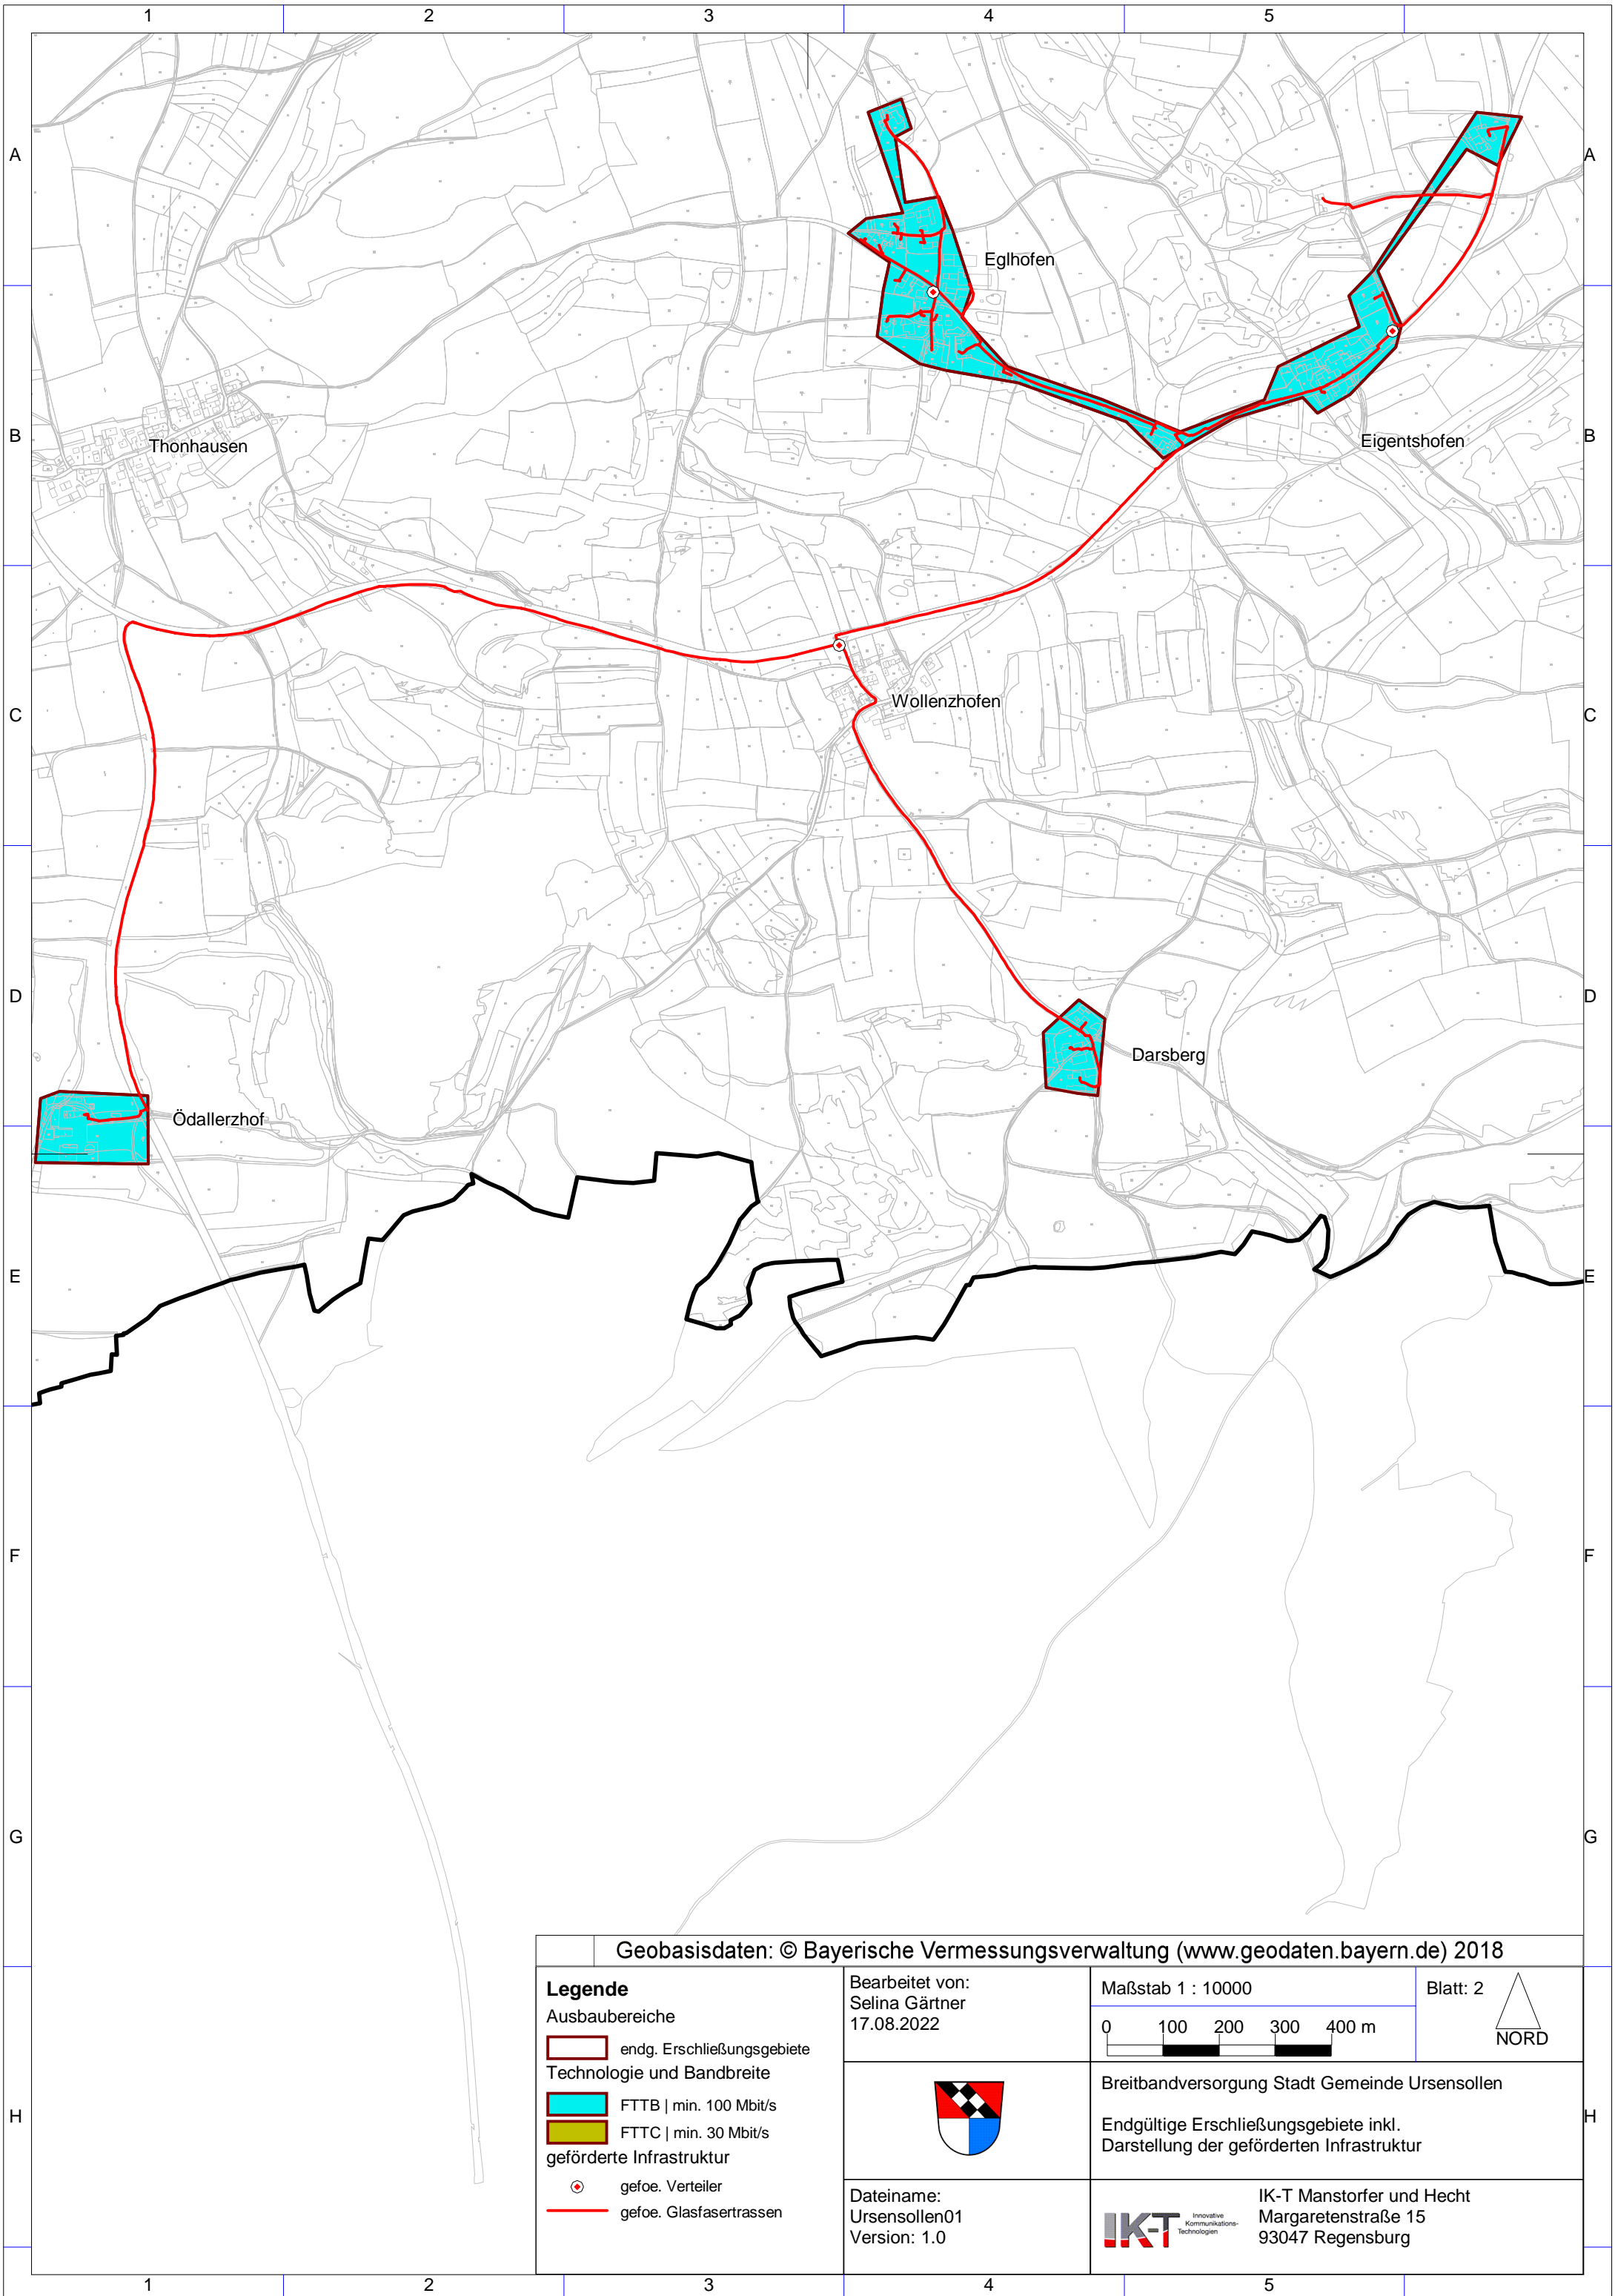 1 2 3 4 5
A A
Eglhofen
B Thonhausen Eigentshofen B
C Wollenzhofen C
D D
Darsberg
Ödallerzhof
E E
F F
G G
Geobasisdaten: © Bayerische Vermessungsverwaltung (www.geodaten.bayern.de) 2018
Legende
Ausbaubereiche
endg. Erschließungsgebiete
Technologie und Bandbreite
FTTB | min. 100 Mbit/s
FTTC | min. 30 Mbit/s
geförderte Infrastruktur
gefoe. Verteiler
gefoe. Glasfasertrassen
Bearbeitet von:
Selina Gärtner
17.08.2022
Maßstab 1 : 10000
0 100 200 300 400 m
Blatt: 2
NORD
Breitbandversorgung Stadt Gemeinde Ursensollen
Endgültige Erschließungsgebiete inkl.
Darstellung der geförderten Infrastruktur
H H
Dateiname:
Ursensollen01
Version: 1.0
IK-T
Innovative
Kommunikations-
Technologien
IK-T Manstorfer und Hecht
Margaretenstraße 15
93047 Regensburg
1 2 3 4 5